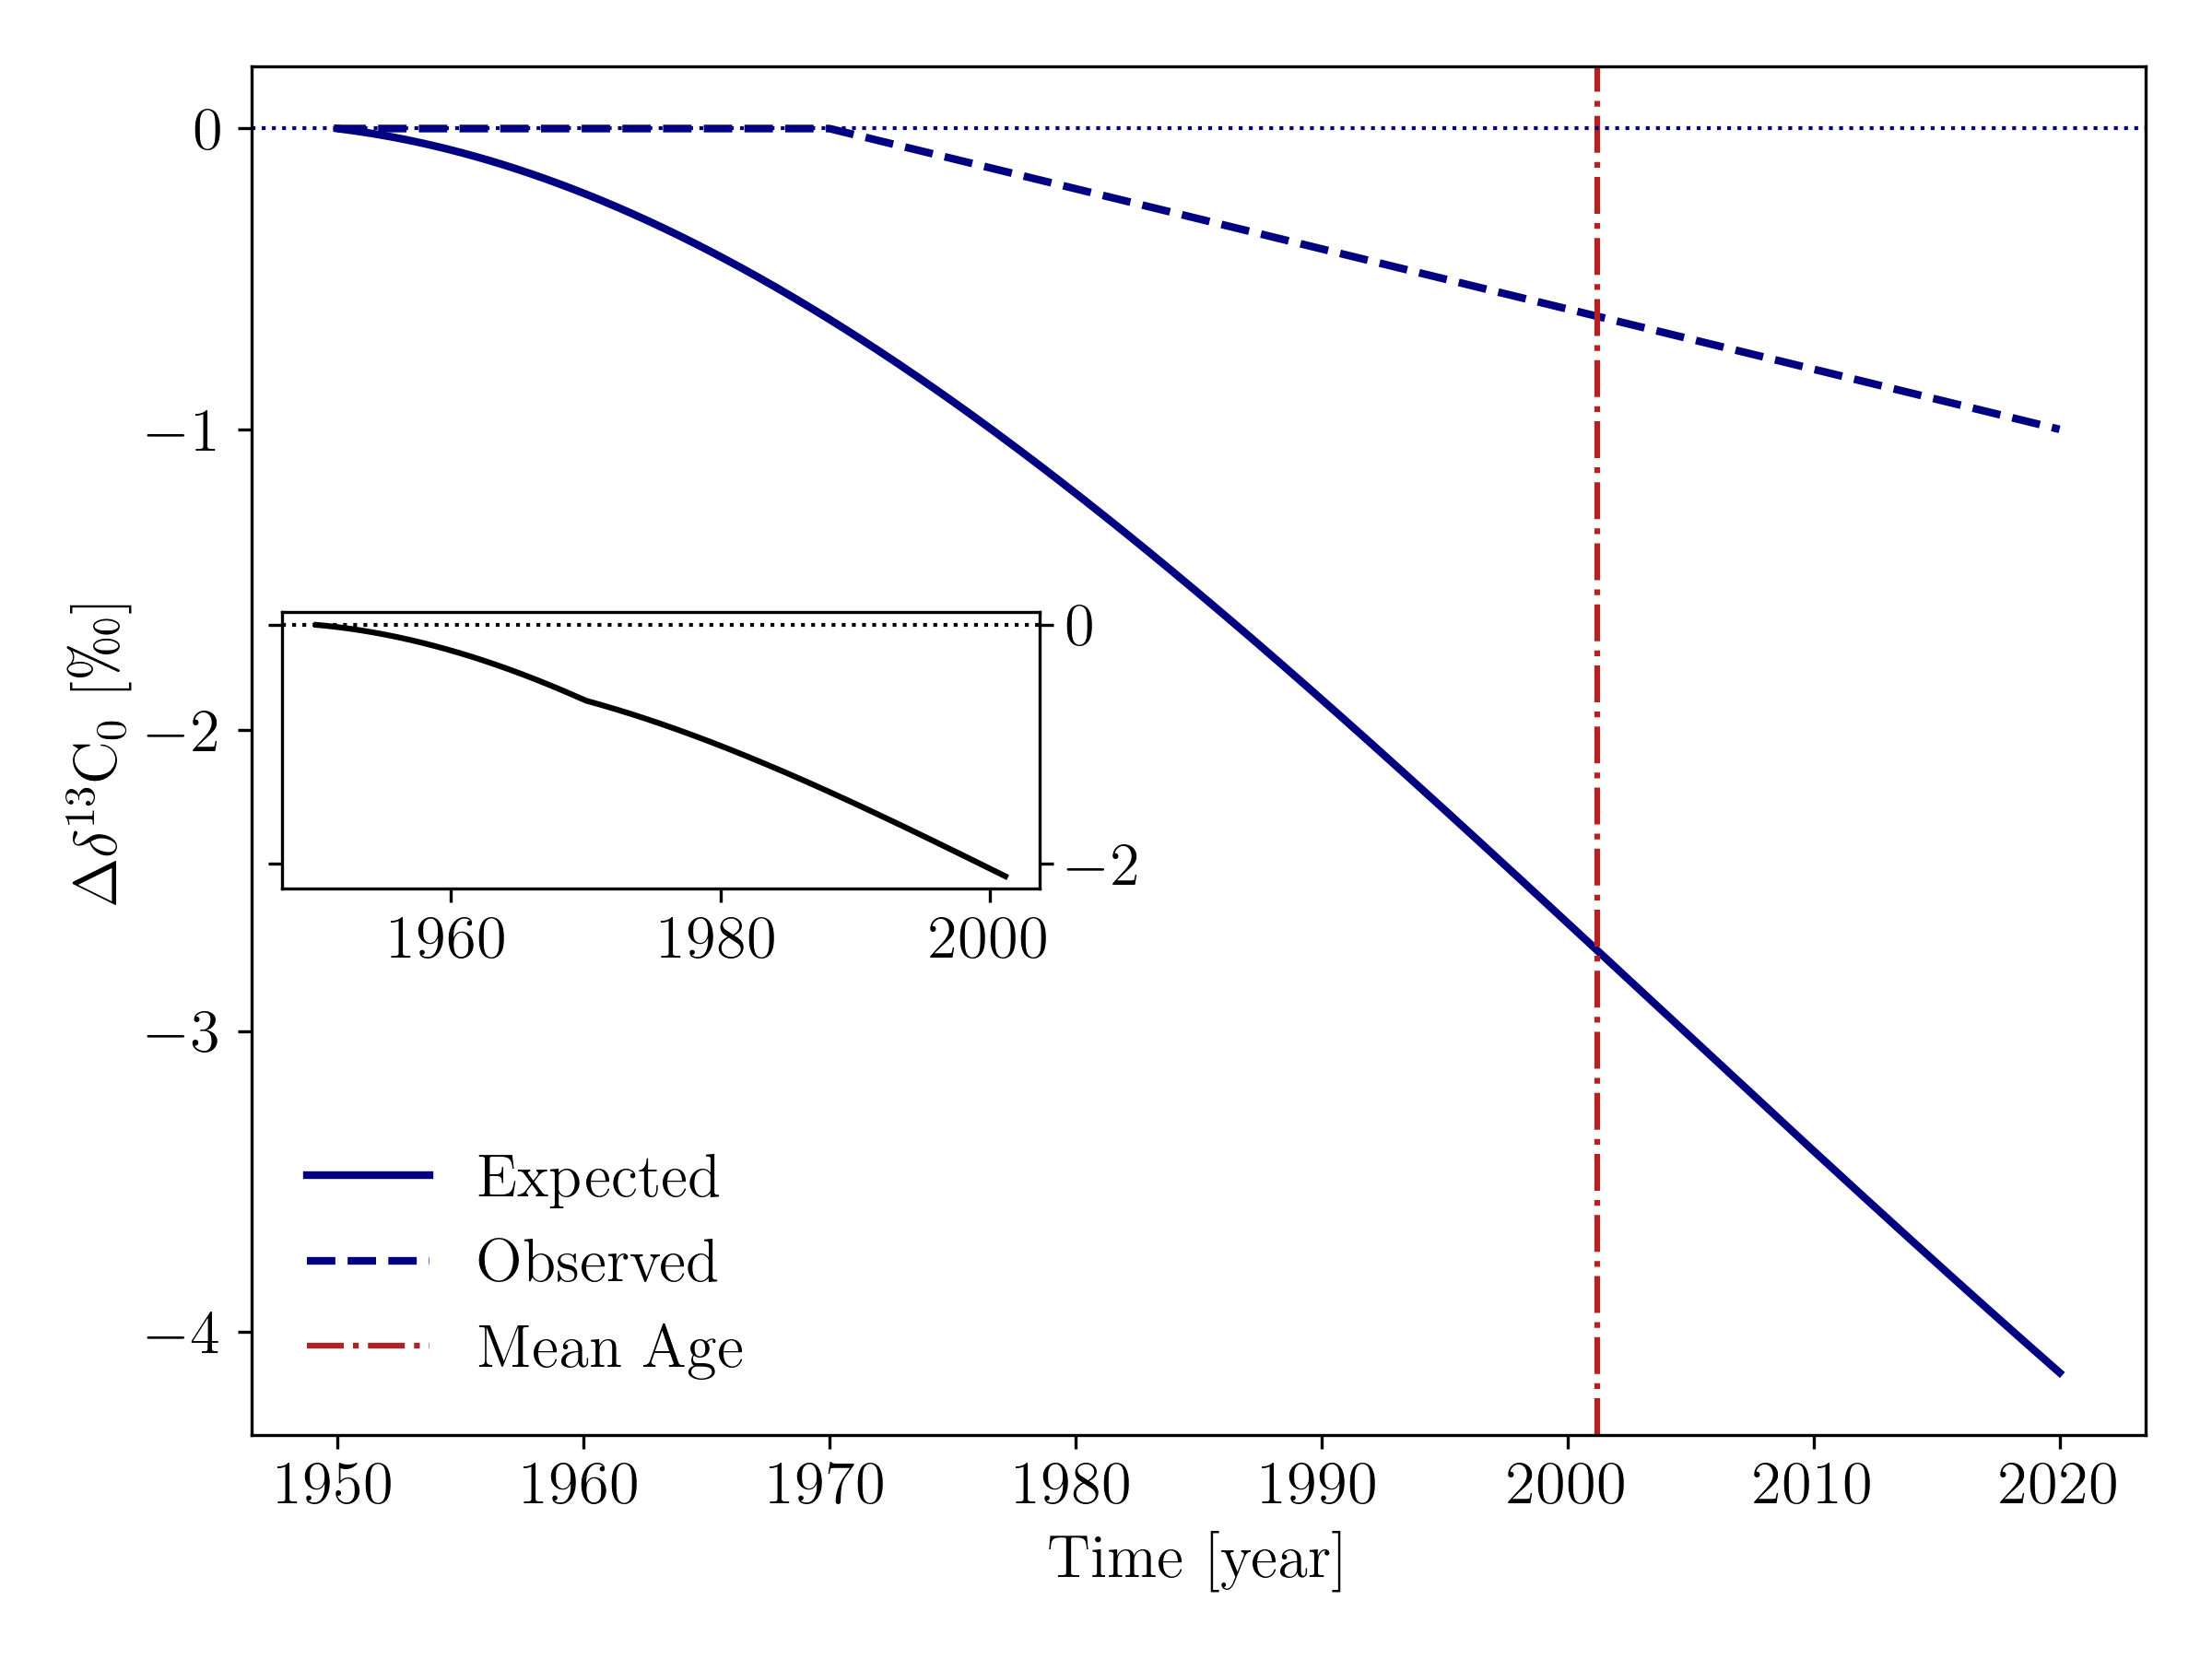 0
−1
−2
−3
−4
Δδ¹³C₀ [‰]
0
−2
1960 1980 2000
Expected
Observed
Mean Age
1950 1960 1970 1980 1990 2000 2010 2020
Time [year]